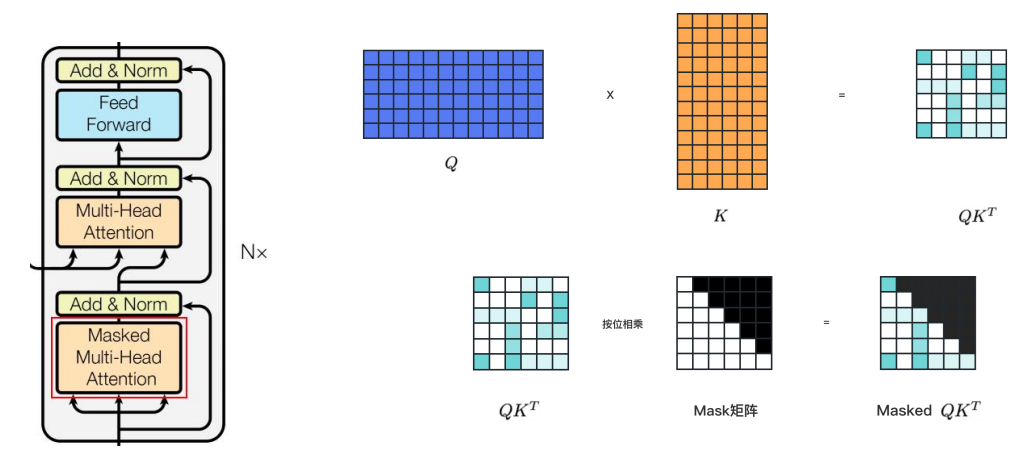 Add & Norm
Feed
Forward
Add & Norm
Multi-Head
Attention
N×
Add & Norm
Masked
Multi-Head
Attention
Q
x
K
=
QK^T
QK^T
按位相乘
Mask矩阵
=
Masked QK^T